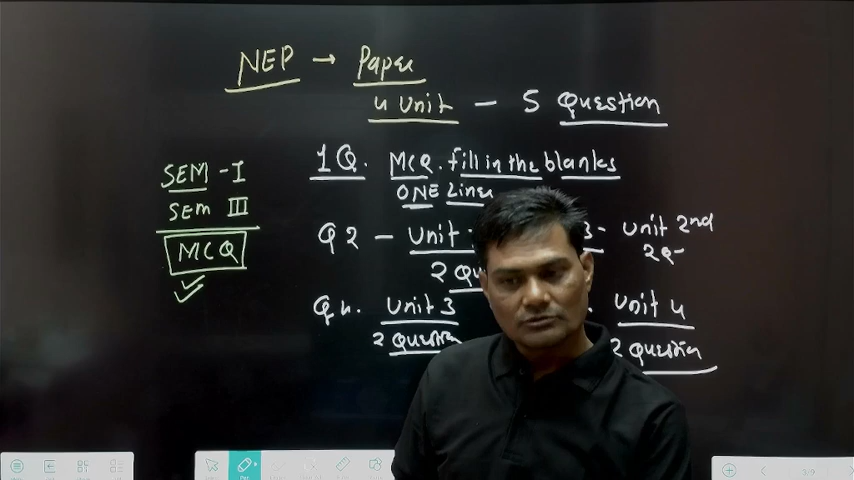 NEP → Paper
4 Unit – 5 Question
SEM - I
Sem III
MCQ
1Q. MCQ. fill in the blanks
ONE Liner
Q2 – Unit 3 – Unit 2nd
2 Qu 2Q-
Q4. Unit 3 Unit 4
2 Question 2 Question